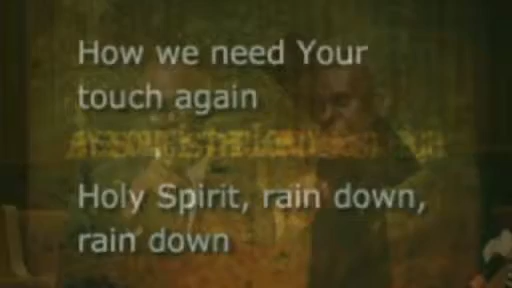 How we need Your
touch again
Holy Spirit, rain down,
rain down